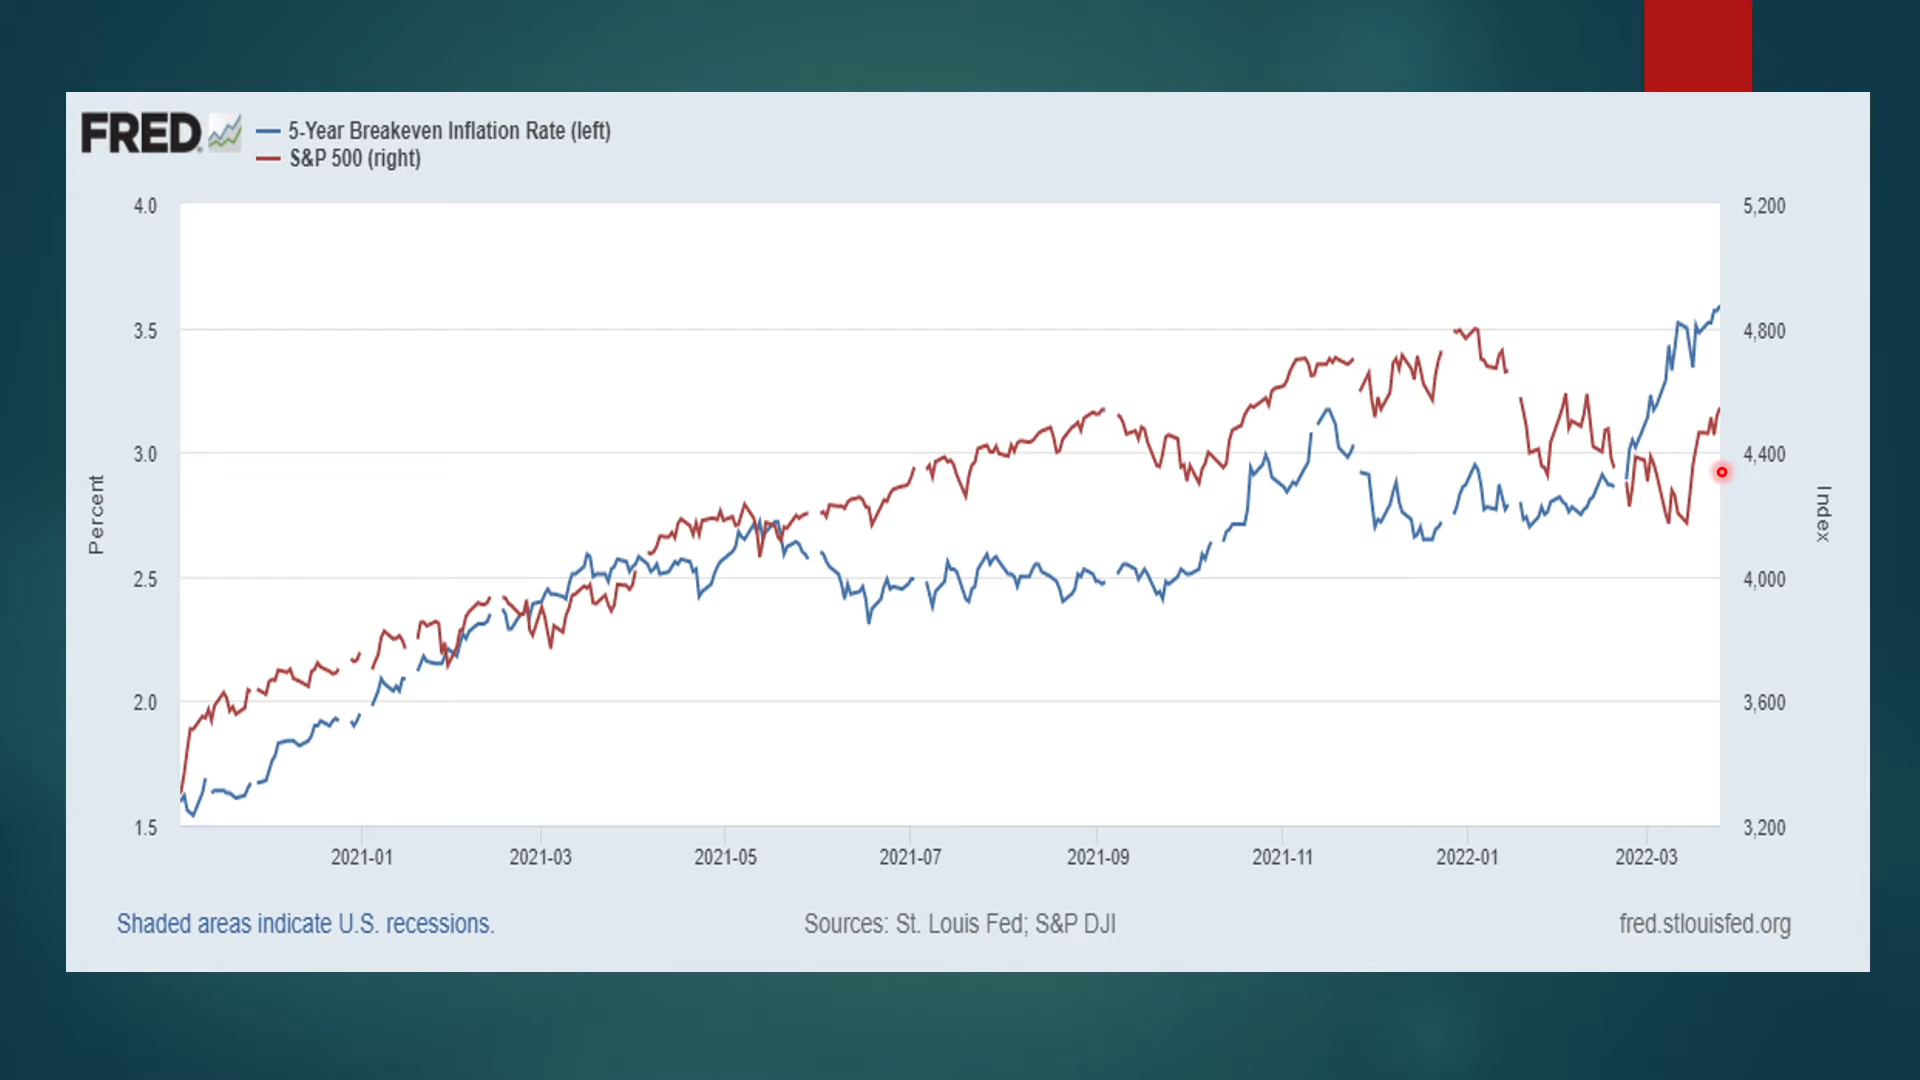 FRED
5-Year Breakeven Inflation Rate (left)
S&P 500 (right)
4.0
3.5
3.0
2.5
2.0
1.5
Percent
5,200
4,800
4,400
4,000
3,600
3,200
Index
2021-01
2021-03
2021-05
2021-07
2021-09
2021-11
2022-01
2022-03
Shaded areas indicate U.S. recessions.
Sources: St. Louis Fed; S&P DJI
fred.stlouisfed.org